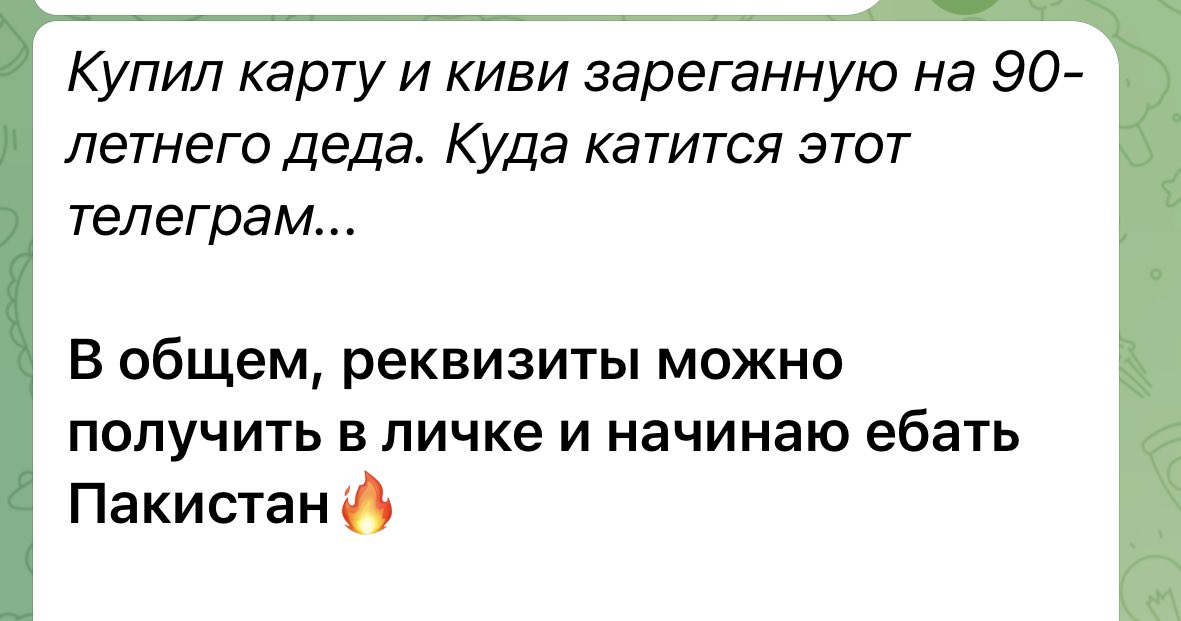 Купил карту и киви зареганную на 90-
летнего деда. Куда катится этот
телеграм...
В общем, реквизиты можно
получить в личке и начинаю ебать
Пакистан🔥